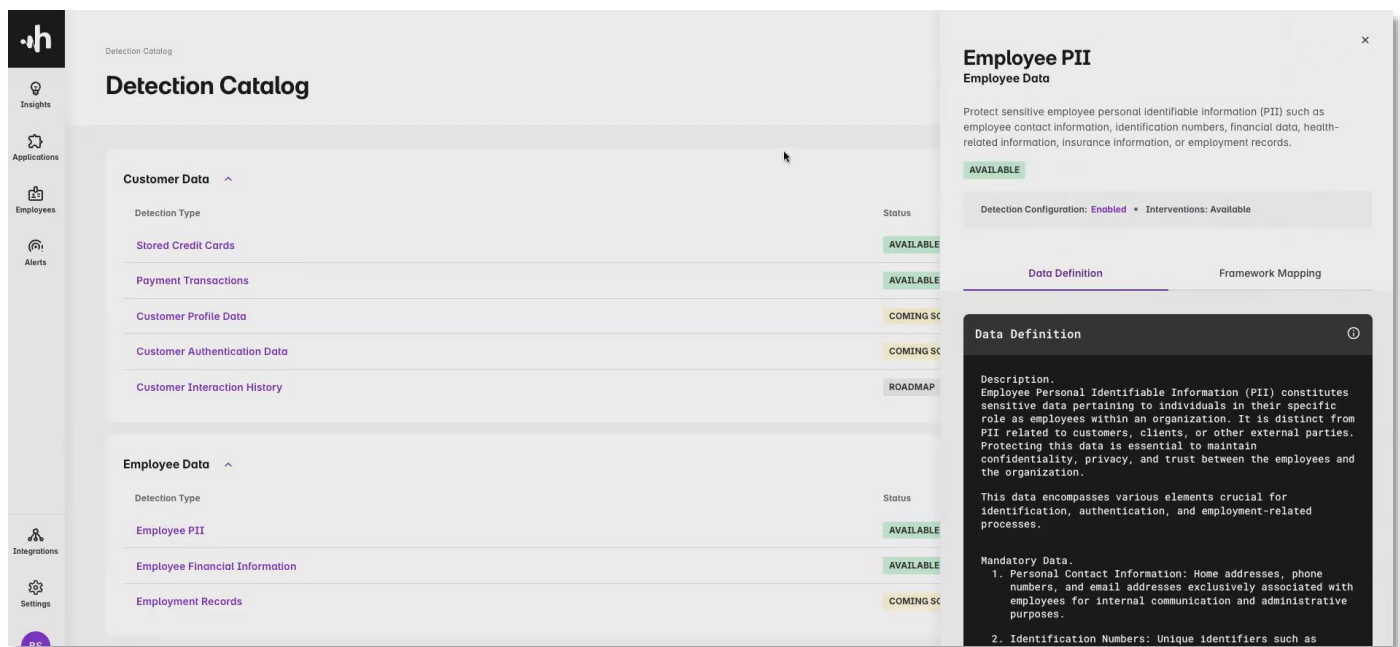 h
Insights
Applications
Employees
Alerts
Integrations
Settings
Detection Catalog
Detection Catalog
Customer Data
Detection Type Status
Stored Credit Cards AVAILABLE
Payment Transactions AVAILABLE
Customer Profile Data COMING SO
Customer Authentication Data COMING SO
Customer Interaction History ROADMAP
Employee Data
Detection Type Status
Employee PII AVAILABLE
Employee Financial Information AVAILABLE
Employment Records COMING SO
Employee PII
Employee Data
Protect sensitive employee personal identifiable information (PII) such as
employee contact information, identification numbers, financial data, health-
related information, insurance information, or employment records.
AVAILABLE
Detection Configuration: Enabled • Interventions: Available
Data Definition Framework Mapping
Data Definition
Description.
Employee Personal Identifiable Information (PII) constitutes
sensitive data pertaining to individuals in their specific
role as employees within an organization. It is distinct from
PII related to customers, clients, or other external parties.
Protecting this data is essential to maintain
confidentiality, privacy, and trust between the employees and
the organization.
This data encompasses various elements crucial for
identification, authentication, and employment-related
processes.
Mandatory Data.
1. Personal Contact Information: Home addresses, phone
numbers, and email addresses exclusively associated with
employees for internal communication and administrative
purposes.
2. Identification Numbers: Unique identifiers such as